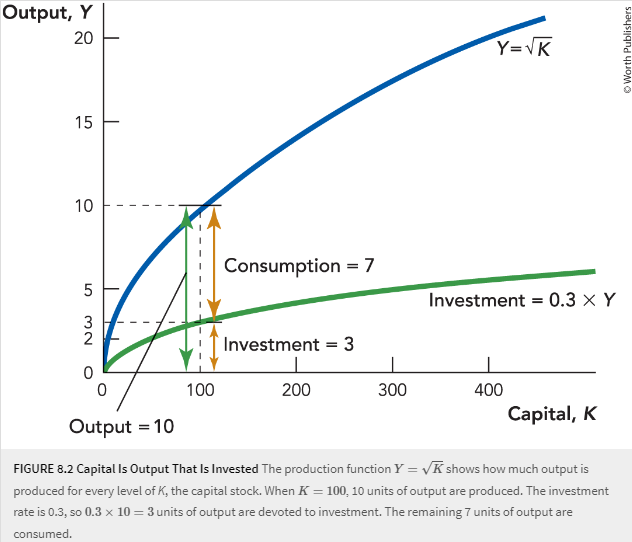 Output, Y
© Worth Publishers
20
Y=√K
15
10
Consumption = 7
5
Investment = 0.3 × Y
3
2
Investment = 3
0
0 100 200 300 400
Capital, K
Output = 10
FIGURE 8.2 Capital Is Output That Is Invested The production function Y = √K shows how much output is
produced for every level of K, the capital stock. When K = 100, 10 units of output are produced. The investment
rate is 0.3, so 0.3 × 10 = 3 units of output are devoted to investment. The remaining 7 units of output are
consumed.